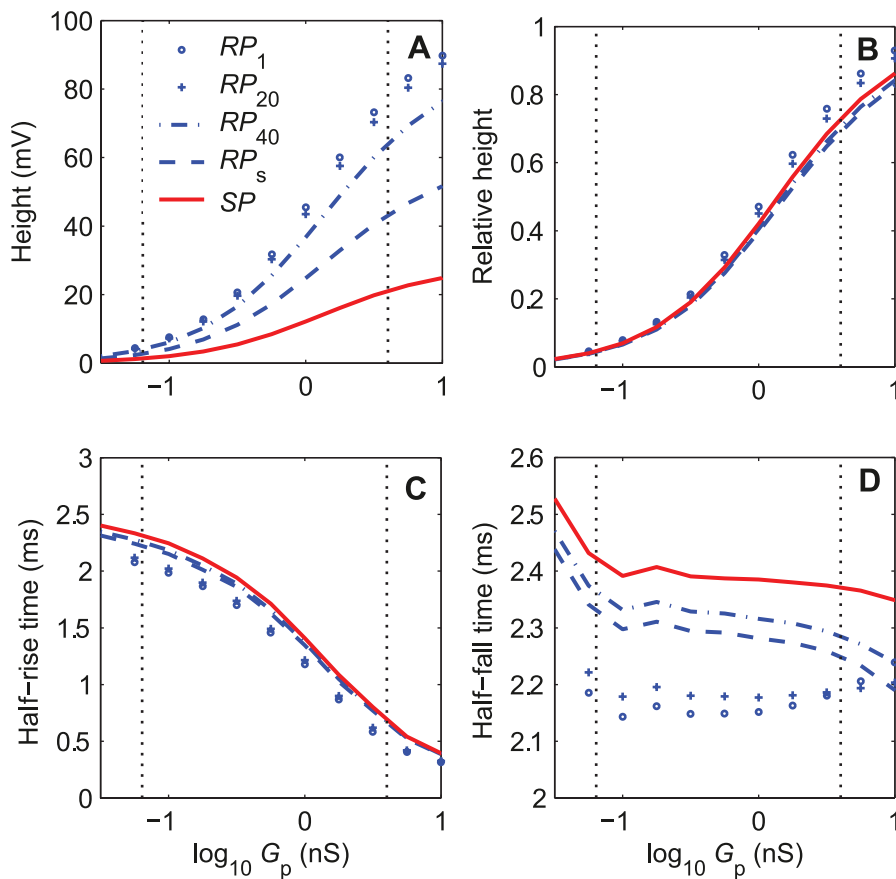 A
Height (mV)
100
80
60
40
20
0
−1
0
1
RP1
RP20
RP40
RPs
SP
B
Relative height
1
0.8
0.6
0.4
0.2
0
−1
0
1
C
Half−rise time (ms)
3
2.5
2
1.5
1
0.5
0
−1
0
1
log10 Gp (nS)
D
Half−fall time (ms)
2.6
2.5
2.4
2.3
2.2
2.1
2
−1
0
1
log10 Gp (nS)